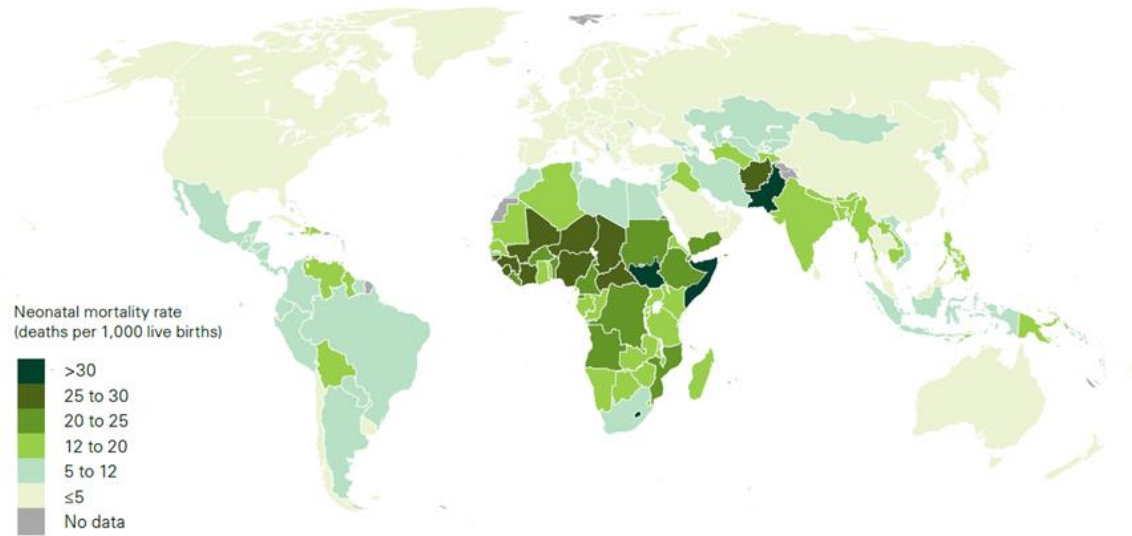 Neonatal mortality rate
(deaths per 1,000 live births)
>30
25 to 30
20 to 25
12 to 20
5 to 12
≤5
No data